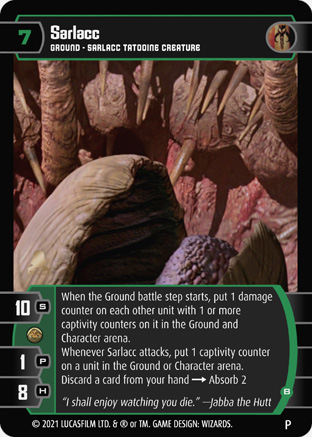 7
Sarlacc
GROUND - SARLACC TATOOINE CREATURE
10 S
1 P
8 H
When the Ground battle step starts, put 1 damage
counter on each other unit with 1 or more
captivity counters on it in the Ground and
Character arena.
Whenever Sarlacc attacks, put 1 captivity counter
on a unit in the Ground or Character arena.
Discard a card from your hand → Absorb 2
B
"I shall enjoy watching you die." —Jabba the Hutt
© 2021 LUCASFILM LTD. & ® or TM. GAME DESIGN: WIZARDS.
P